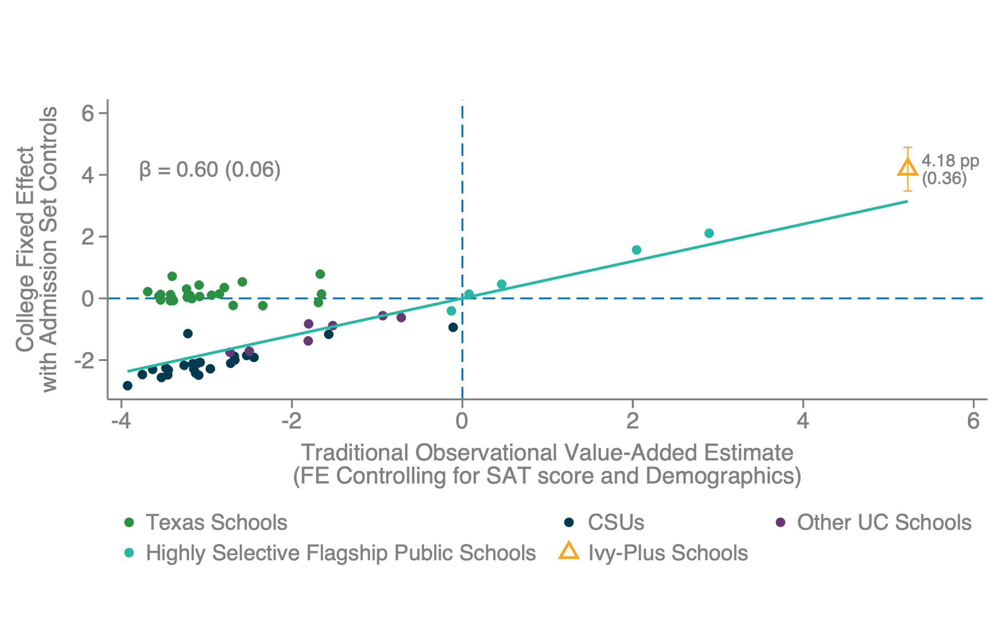 College Fixed Effect
with Admission Set Controls
6
4
2
0
-2
β = 0.60 (0.06)
4.18 pp
(0.36)
-4
-2
0
2
4
6
Traditional Observational Value-Added Estimate
(FE Controlling for SAT score and Demographics)
Texas Schools
CSUs
Other UC Schools
Highly Selective Flagship Public Schools
Ivy-Plus Schools